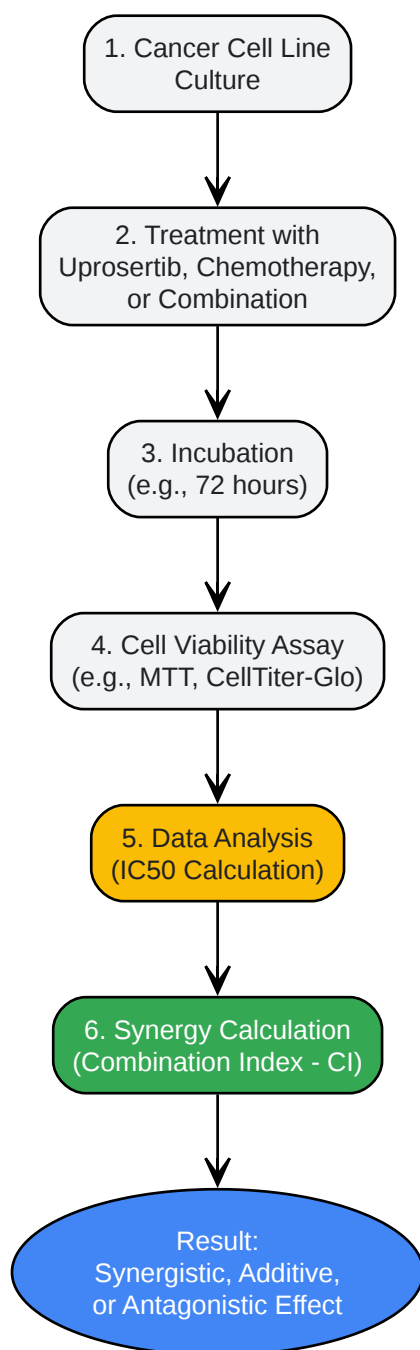 1. Cancer Cell Line
Culture
2. Treatment with
Uprosertib, Chemotherapy,
or Combination
3. Incubation
(e.g., 72 hours)
4. Cell Viability Assay
(e.g., MTT, CellTiter-Glo)
5. Data Analysis
(IC50 Calculation)
6. Synergy Calculation
(Combination Index - CI)
Result:
Synergistic, Additive,
or Antagonistic Effect